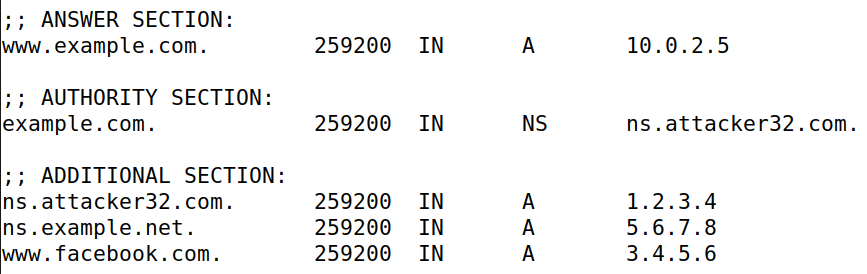 ;; ANSWER SECTION:
www.example.com. 259200 IN A 10.0.2.5
;; AUTHORITY SECTION:
example.com. 259200 IN NS ns.attacker32.com.
;; ADDITIONAL SECTION:
ns.attacker32.com. 259200 IN A 1.2.3.4
ns.example.net. 259200 IN A 5.6.7.8
www.facebook.com. 259200 IN A 3.4.5.6